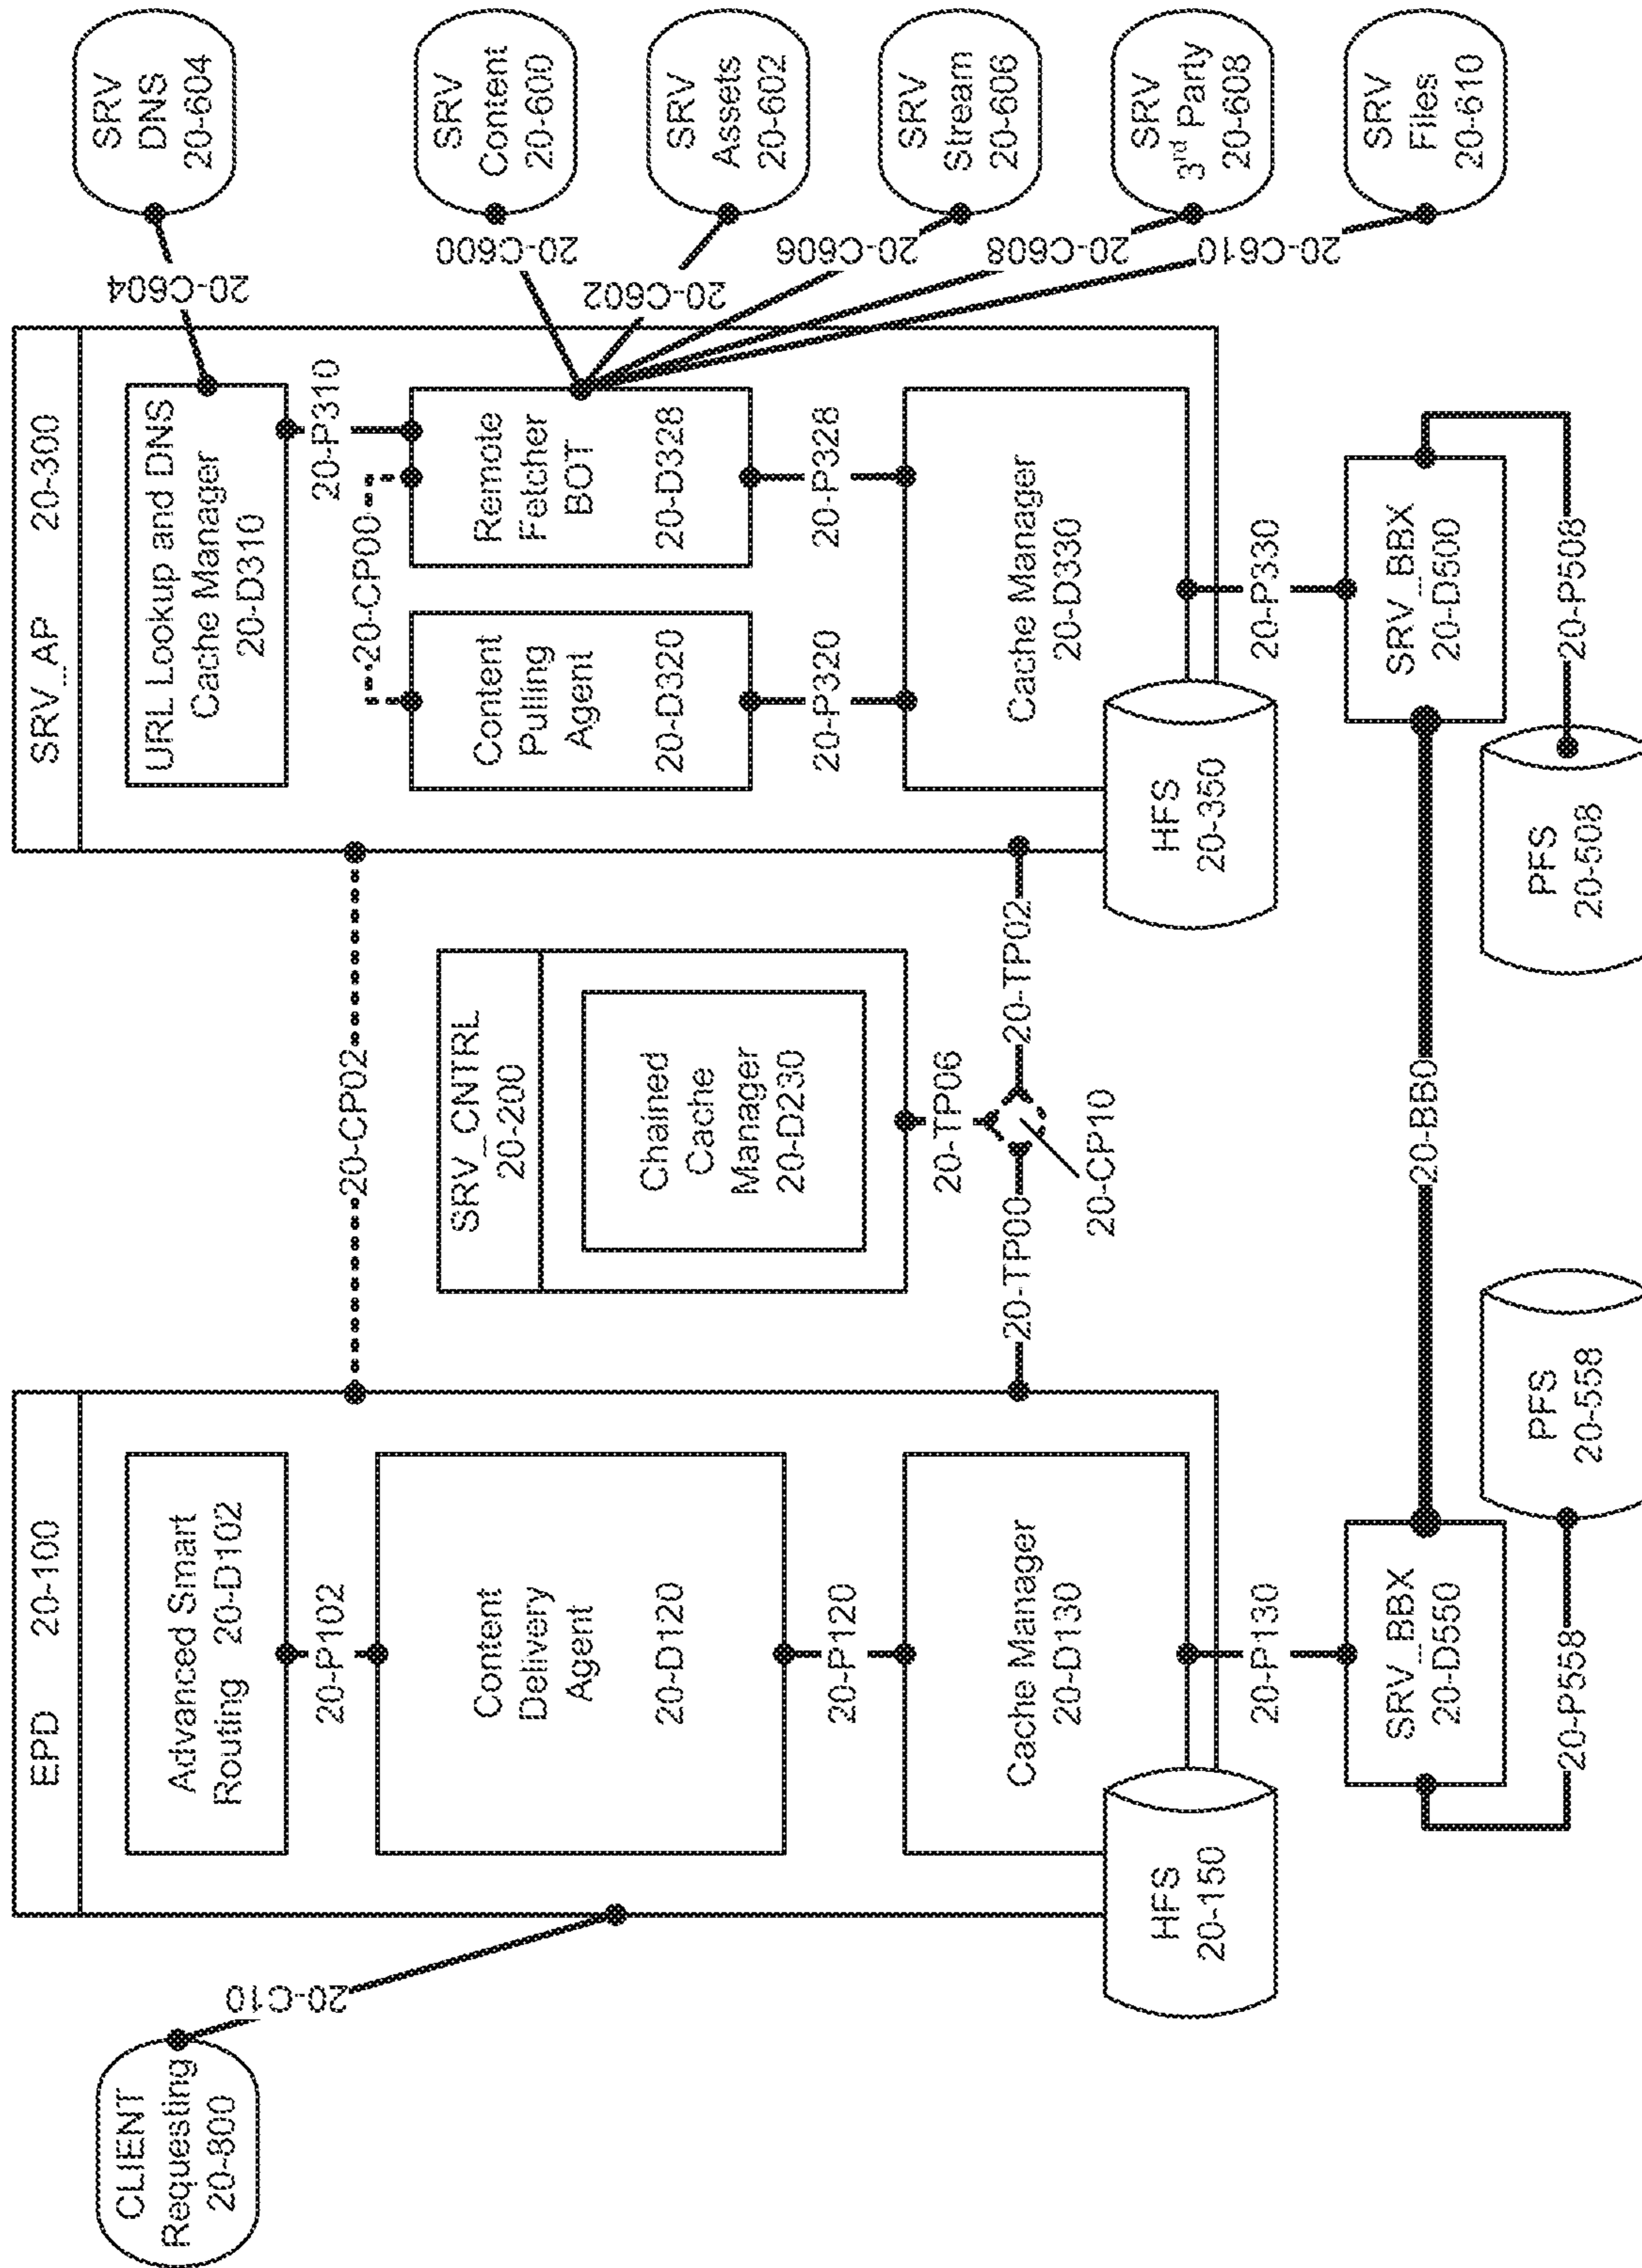 CLIENT
Requesting
20-800
20-C10
EPD 20-100
Advanced Smart
Routing 20-D102
20-P102
Content
Delivery
Agent
20-D120
20-P120
Cache Manager
20-D130
HFS
20-150
20-P130
SRV_BBX
20-D550
20-P558
PFS
20-558
20-CP02
SRV_CNTRL
20-200
Chained
Cache
Manager
20-D230
20-TP06
20-TP00
20-TP02
20-CP10
20-BB0
SRV_AP 20-300
URL Lookup and DNS
Cache Manager
20-D310
20-P310
20-CP00
Content
Pulling
Agent
20-D320
Remote
Fetcher
BOT
20-D328
20-P320
20-P328
Cache Manager
20-D330
HFS
20-350
20-P330
SRV_BBX
20-D500
20-P508
PFS
20-508
20-C604
20-C600
20-C602
20-C606
20-C608
20-C610
SRV
DNS
20-604
SRV
Content
20-600
SRV
Assets
20-602
SRV
Stream
20-606
SRV
3rd Party
20-608
SRV
Files
20-610